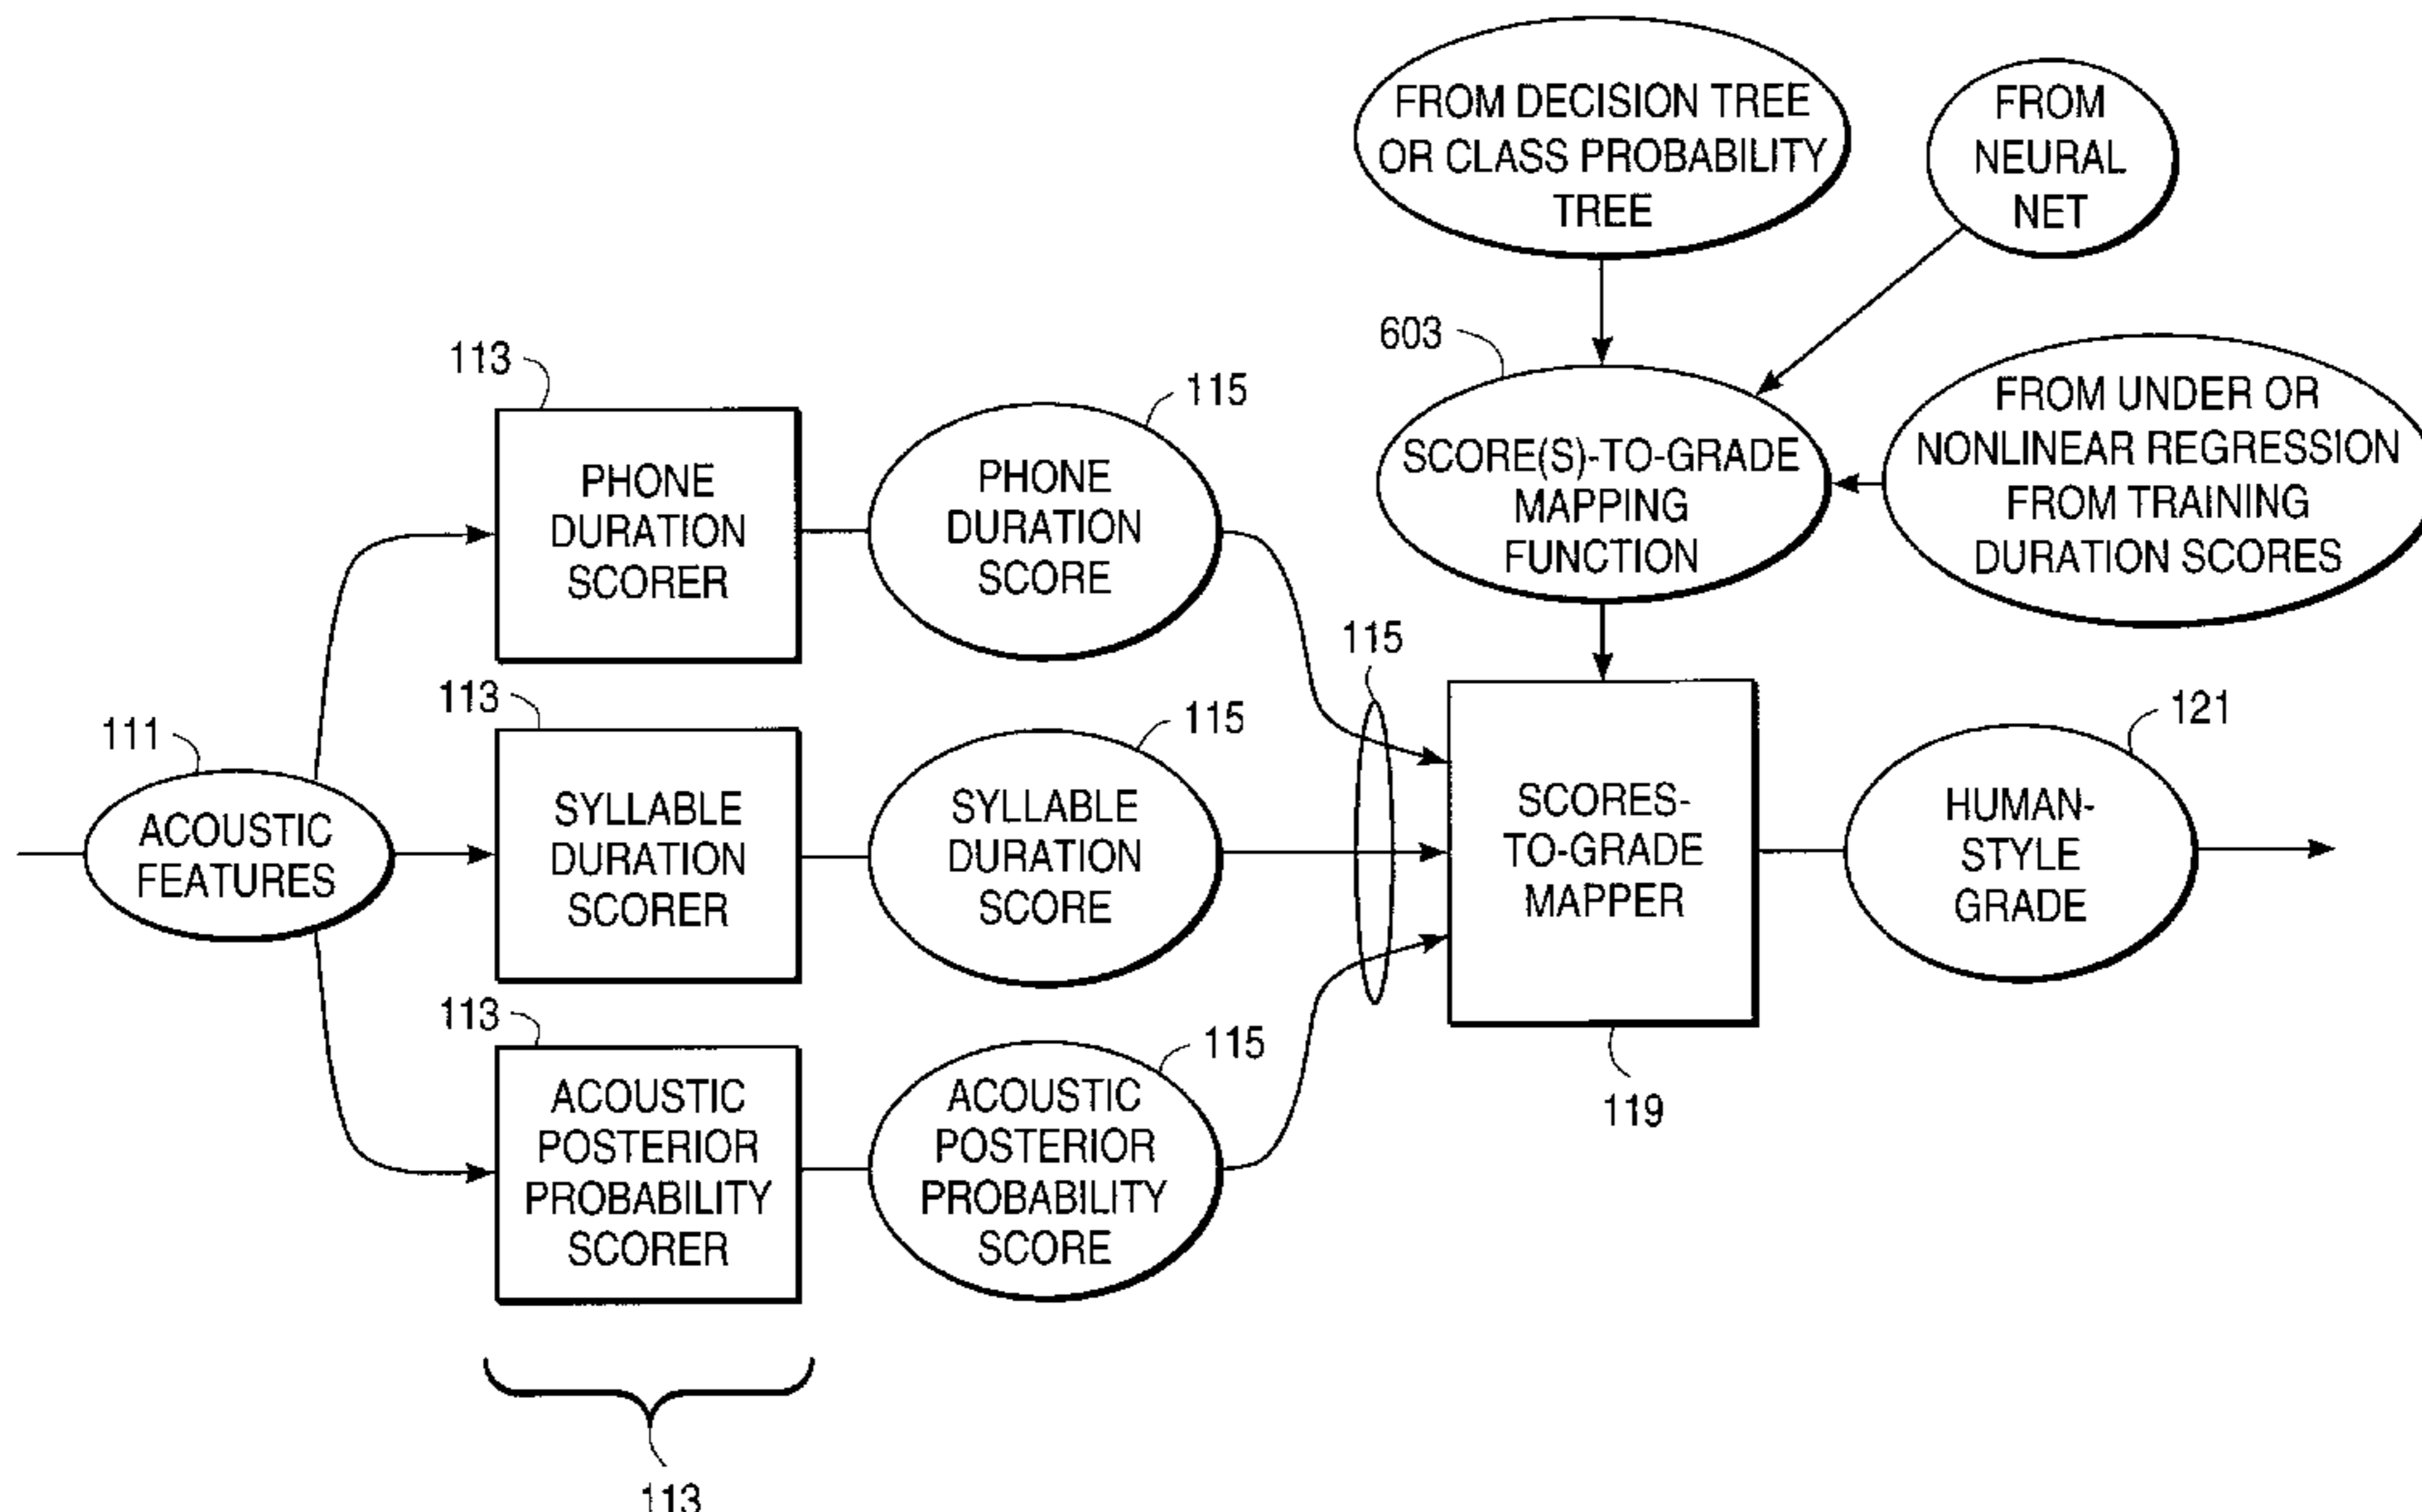 FROM DECISION TREE
OR CLASS PROBABILITY
TREE
FROM
NEURAL
NET
603
SCORE(S)-TO-GRADE
MAPPING
FUNCTION
FROM UNDER OR
NONLINEAR REGRESSION
FROM TRAINING
DURATION SCORES
113
PHONE
DURATION
SCORER
115
PHONE
DURATION
SCORE
111
ACOUSTIC
FEATURES
113
SYLLABLE
DURATION
SCORER
115
SYLLABLE
DURATION
SCORE
115
SCORES-
TO-GRADE
MAPPER
119
121
HUMAN-
STYLE
GRADE
113
ACOUSTIC
POSTERIOR
PROBABILITY
SCORER
115
ACOUSTIC
POSTERIOR
PROBABILITY
SCORE
113